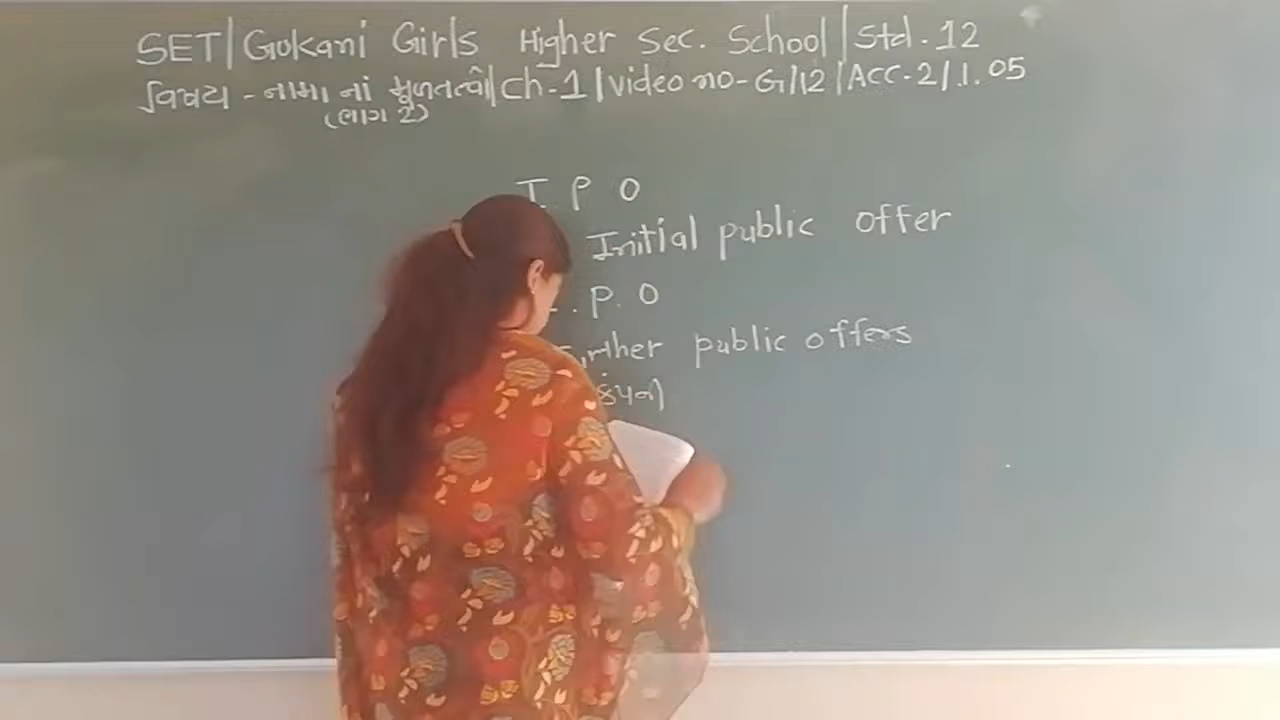 SET/Gokani Girls Higher Sec. School/Std.12
વિષય - નામા નાં મૂળતત્વો/Ch-1/video no-G/12/Acc-2/1.05
(ભાગ 2)
I. P O
Initial public offer
. P. O
public offers
કંપની